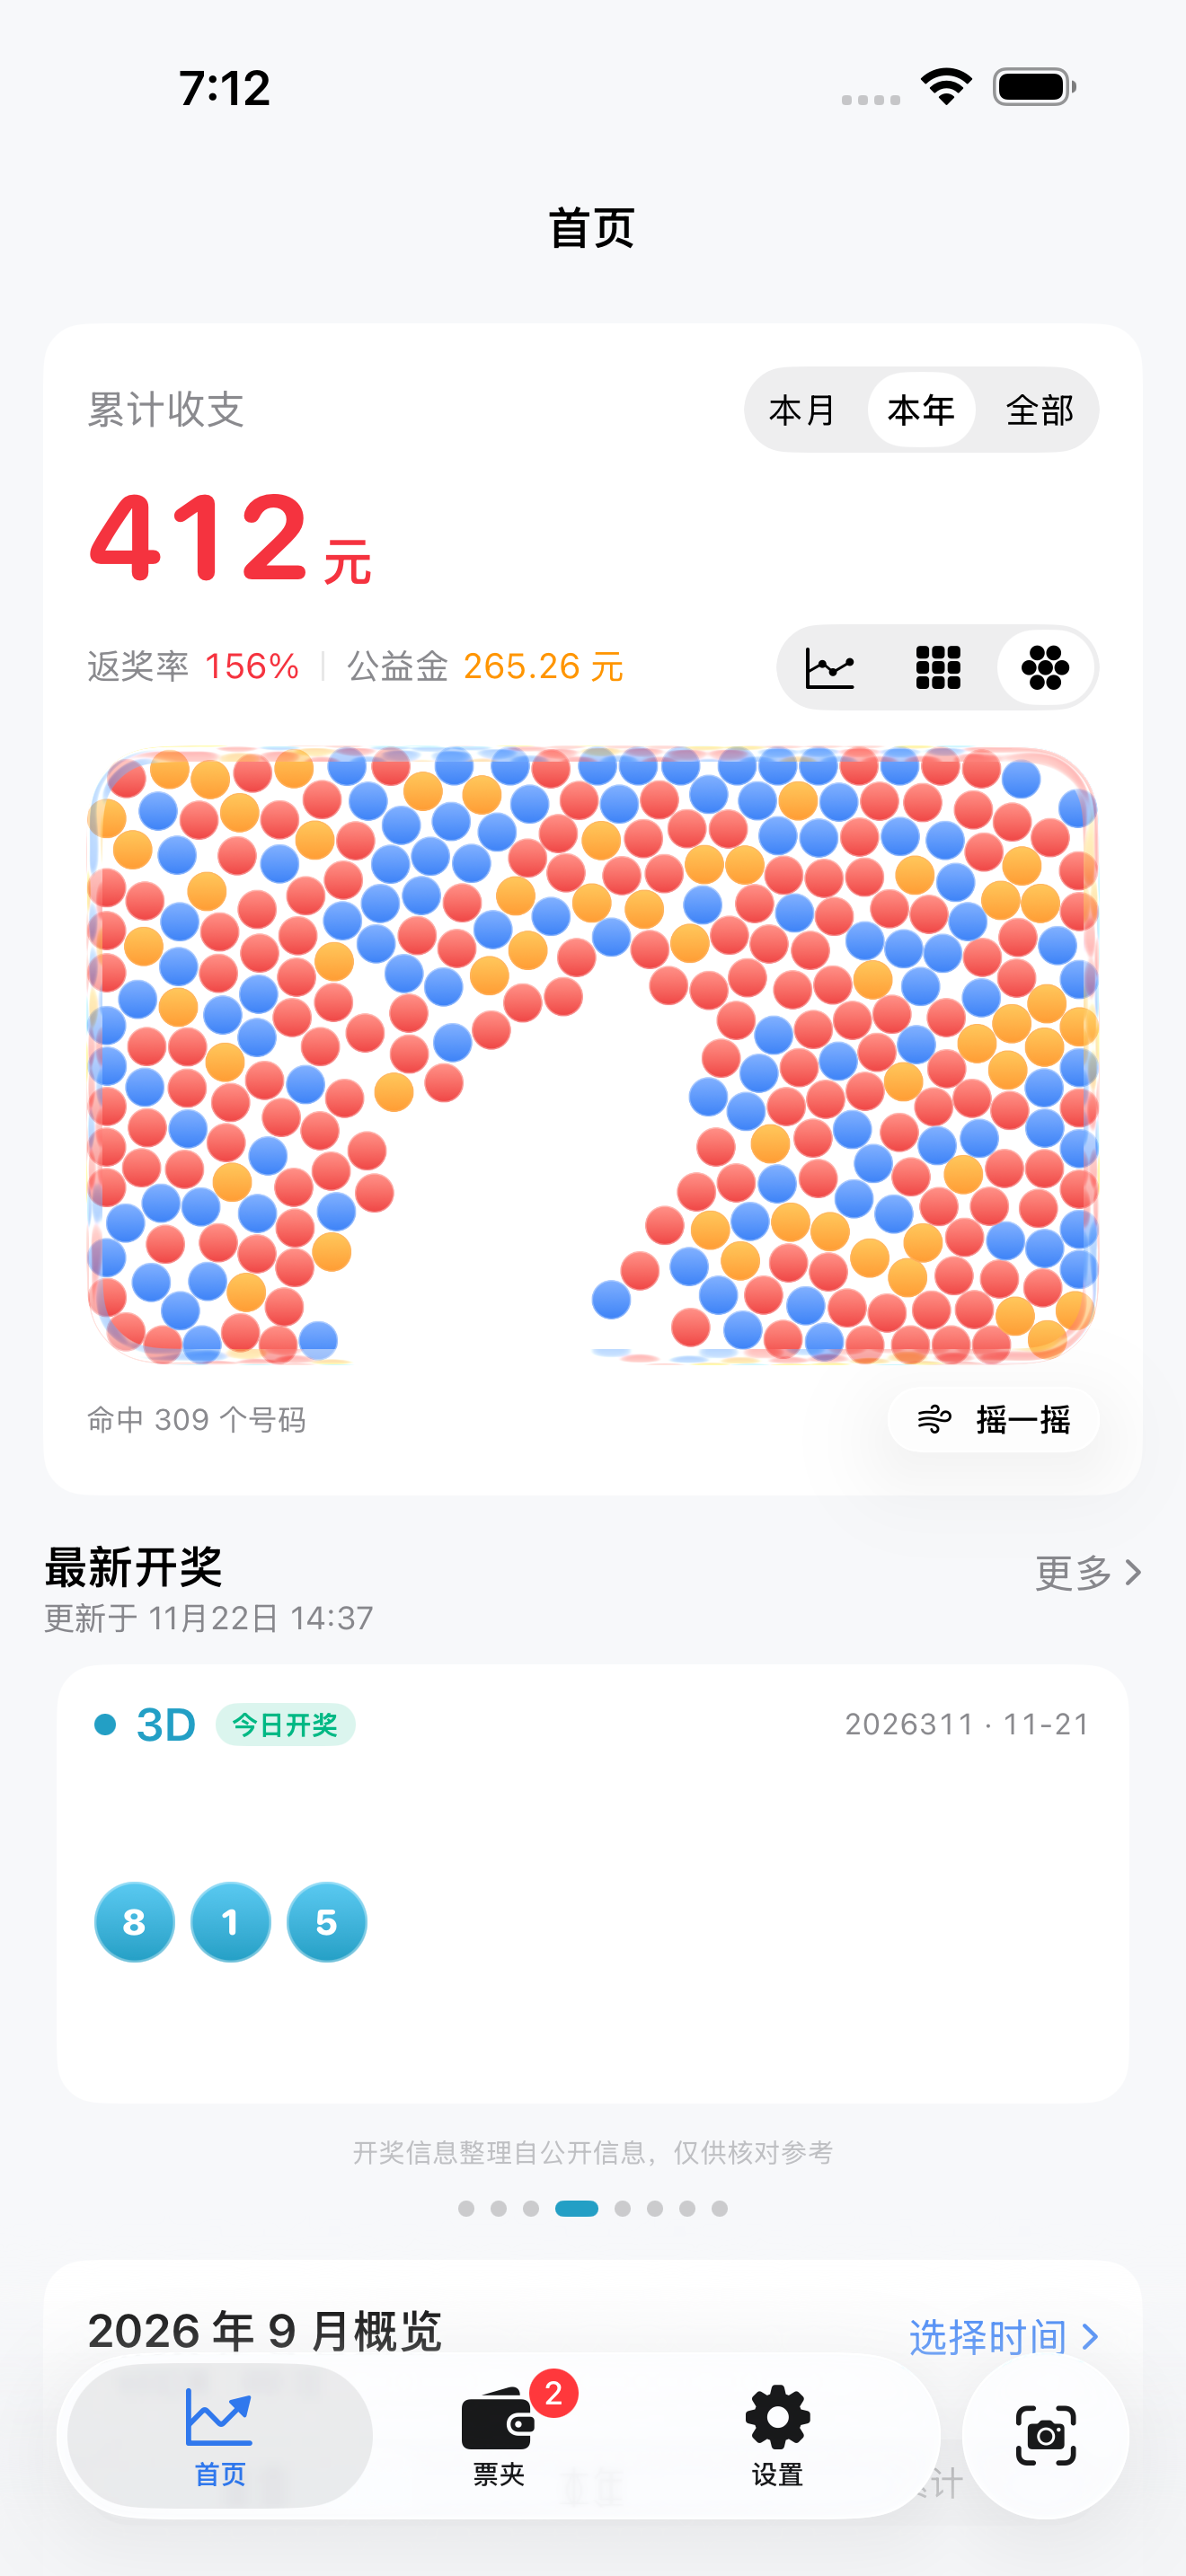 7:12
首页
累计收支
本月 本年 全部
412 元
返奖率 156% 公益金 265.26 元
命中 309 个号码
摇一摇
最新开奖
更多
更新于 11月22日 14:37
3D 今日开奖 2026311 · 11-21
8 1 5
开奖信息整理自公开信息，仅供核对参考
2026 年 9 月概览
选择时间
2
首页 票夹 设置
计